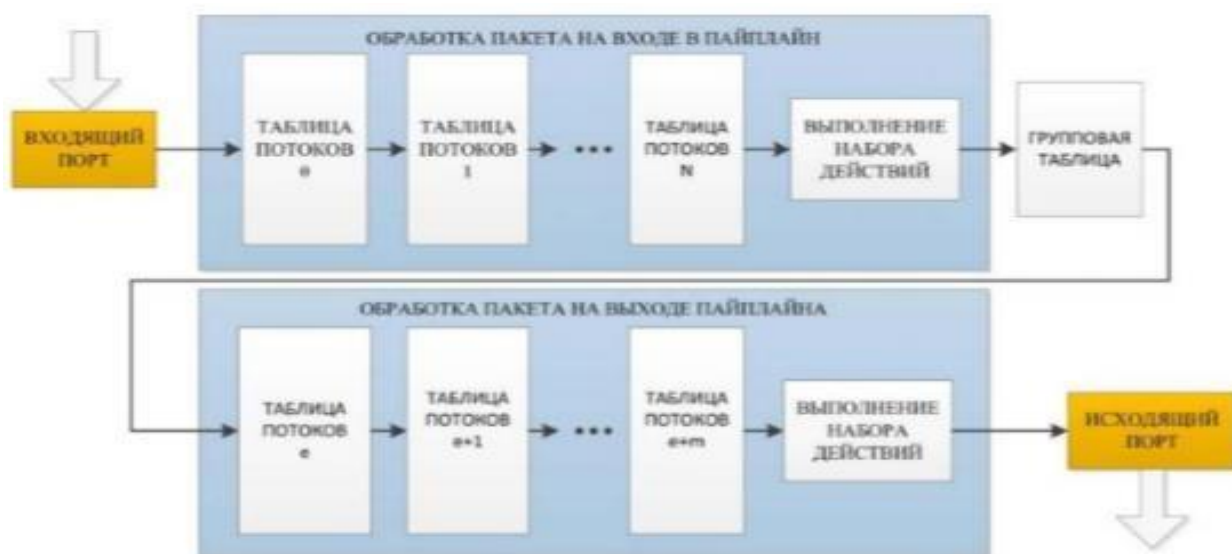 ОБРАБОТКА ПАКЕТА НА ВХОДЕ В ПАЙПЛАЙН
ВХОДЯЩИЙ
ПОРТ
ТАБЛИЦА
ПОТОКОВ
0
ТАБЛИЦА
ПОТОКОВ
1
•••
ТАБЛИЦА
ПОТОКОВ
N
ВЫПОЛНЕНИЕ
НАБОРА
ДЕЙСТВИЙ
ГРУППОВАЯ
ТАБЛИЦА
ОБРАБОТКА ПАКЕТА НА ВЫХОДЕ ПАЙПЛАЙНА
ТАБЛИЦА
ПОТОКОВ
e
ТАБЛИЦА
ПОТОКОВ
e+1
•••
ТАБЛИЦА
ПОТОКОВ
e+m
ВЫПОЛНЕНИЕ
НАБОРА
ДЕЙСТВИЙ
ИСХОДЯЩИЙ
ПОРТ